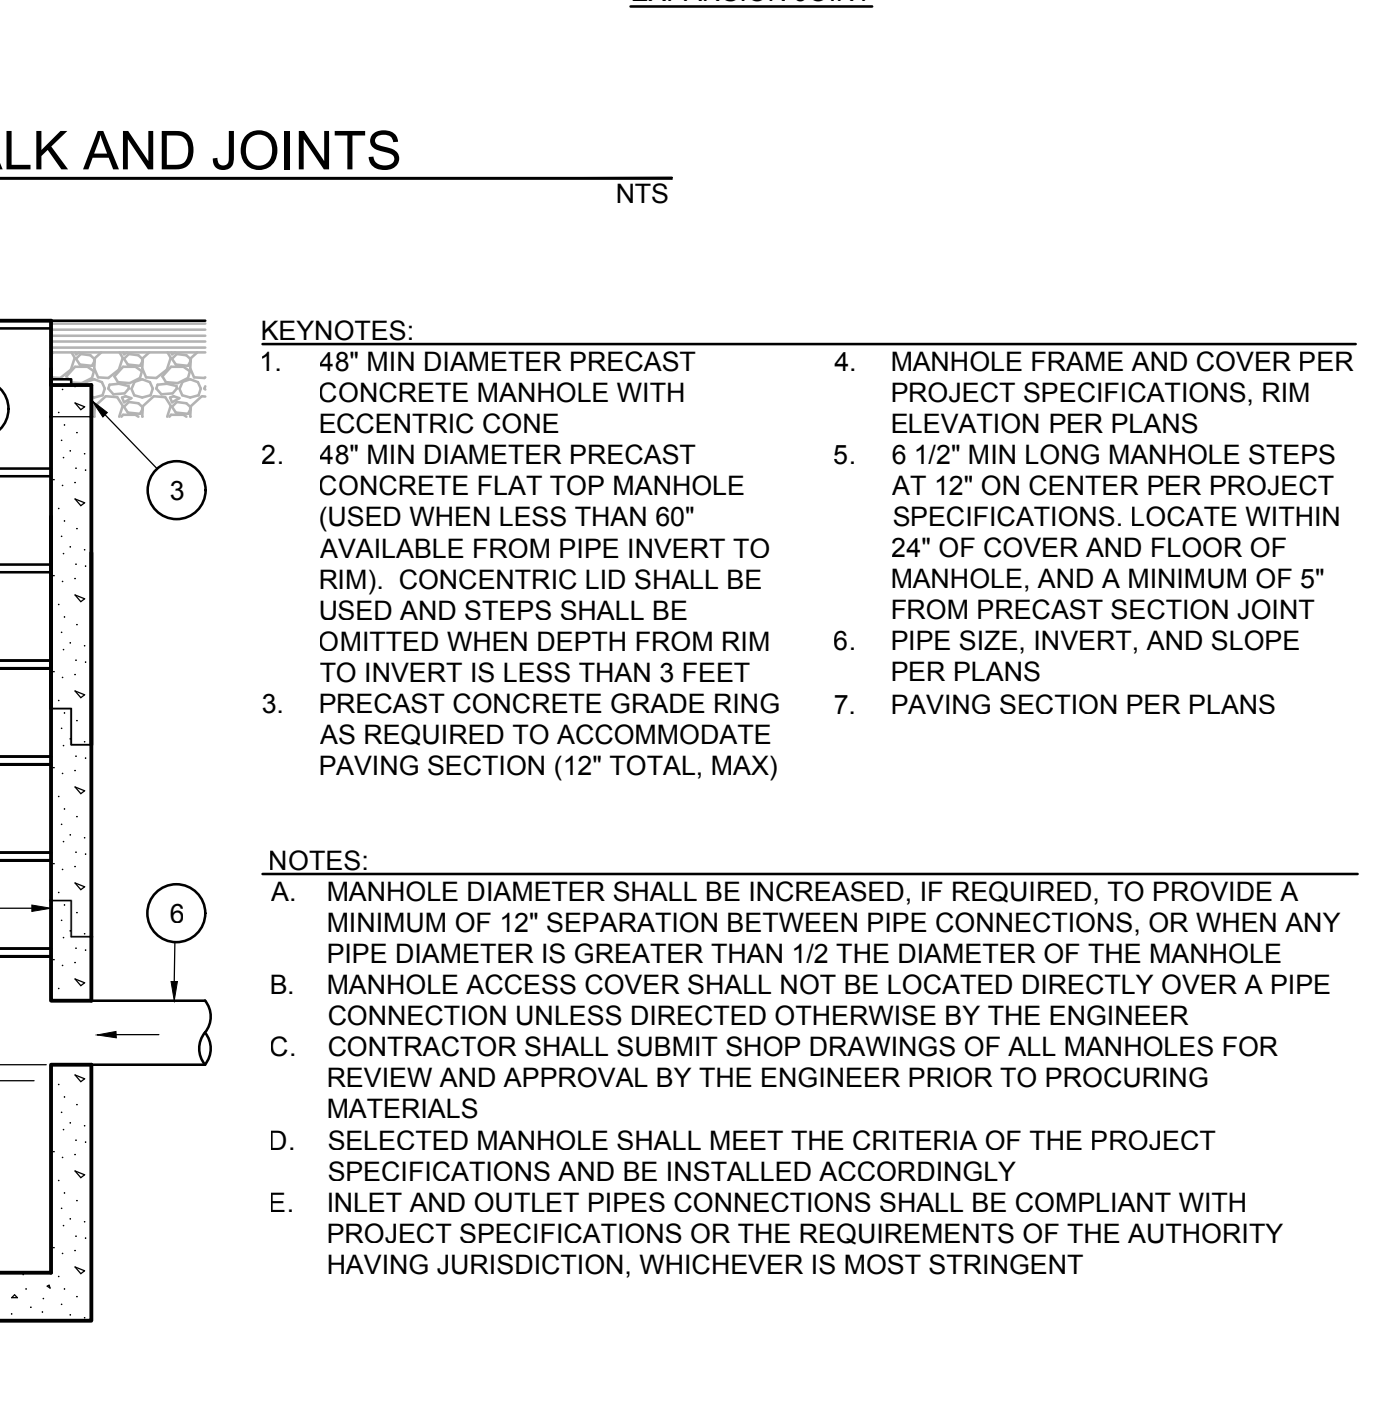 EXPANSION JOINT
ALK AND JOINTS
NTS
3
6
KEYNOTES:
1. 48" MIN DIAMETER PRECAST
CONCRETE MANHOLE WITH
ECCENTRIC CONE
2. 48" MIN DIAMETER PRECAST
CONCRETE FLAT TOP MANHOLE
(USED WHEN LESS THAN 60"
AVAILABLE FROM PIPE INVERT TO
RIM). CONCENTRIC LID SHALL BE
USED AND STEPS SHALL BE
OMITTED WHEN DEPTH FROM RIM
TO INVERT IS LESS THAN 3 FEET
3. PRECAST CONCRETE GRADE RING
AS REQUIRED TO ACCOMMODATE
PAVING SECTION (12" TOTAL, MAX)
4. MANHOLE FRAME AND COVER PER
PROJECT SPECIFICATIONS, RIM
ELEVATION PER PLANS
5. 6 1/2" MIN LONG MANHOLE STEPS
AT 12" ON CENTER PER PROJECT
SPECIFICATIONS. LOCATE WITHIN
24" OF COVER AND FLOOR OF
MANHOLE, AND A MINIMUM OF 5"
FROM PRECAST SECTION JOINT
6. PIPE SIZE, INVERT, AND SLOPE
PER PLANS
7. PAVING SECTION PER PLANS
NOTES:
A. MANHOLE DIAMETER SHALL BE INCREASED, IF REQUIRED, TO PROVIDE A
MINIMUM OF 12" SEPARATION BETWEEN PIPE CONNECTIONS, OR WHEN ANY
PIPE DIAMETER IS GREATER THAN 1/2 THE DIAMETER OF THE MANHOLE
B. MANHOLE ACCESS COVER SHALL NOT BE LOCATED DIRECTLY OVER A PIPE
CONNECTION UNLESS DIRECTED OTHERWISE BY THE ENGINEER
C. CONTRACTOR SHALL SUBMIT SHOP DRAWINGS OF ALL MANHOLES FOR
REVIEW AND APPROVAL BY THE ENGINEER PRIOR TO PROCURING
MATERIALS
D. SELECTED MANHOLE SHALL MEET THE CRITERIA OF THE PROJECT
SPECIFICATIONS AND BE INSTALLED ACCORDINGLY
E. INLET AND OUTLET PIPES CONNECTIONS SHALL BE COMPLIANT WITH
PROJECT SPECIFICATIONS OR THE REQUIREMENTS OF THE AUTHORITY
HAVING JURISDICTION, WHICHEVER IS MOST STRINGENT